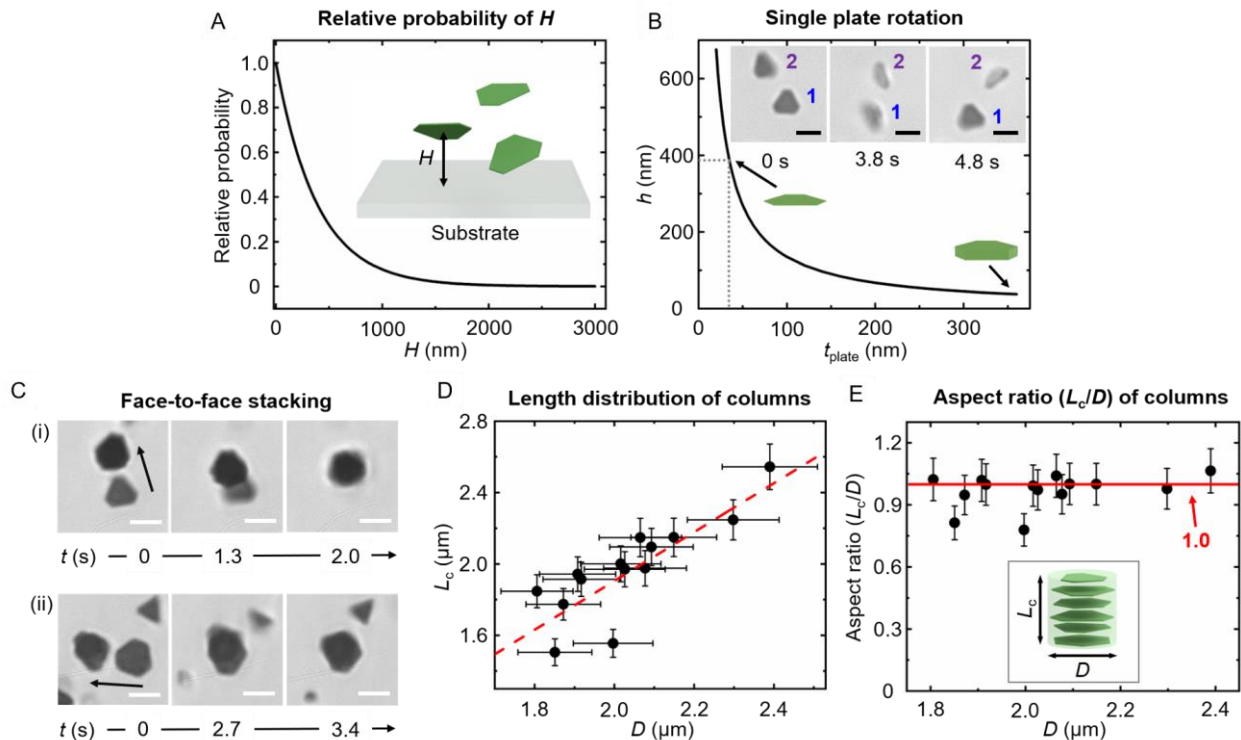 A
Relative probability of H
Relative probability
1.0
0.8
0.6
0.4
0.2
0
0
1000
2000
3000
H (nm)
H
Substrate
B
Single plate rotation
h (nm)
600
400
200
0
0
100
200
300
t_plate (nm)
2
1
2
1
2
1
0 s
3.8 s
4.8 s
C
Face-to-face stacking
(i)
t (s) 0 1.3 2.0
(ii)
t (s) 0 2.7 3.4
D
Length distribution of columns
L_c (μm)
2.8
2.4
2.0
1.6
1.8
2.0
2.2
2.4
D (μm)
E
Aspect ratio (L_c/D) of columns
Aspect ratio (L_c/D)
1.2
0.9
0.6
0.3
0
1.8
2.0
2.2
2.4
D (μm)
1.0
L_c
D